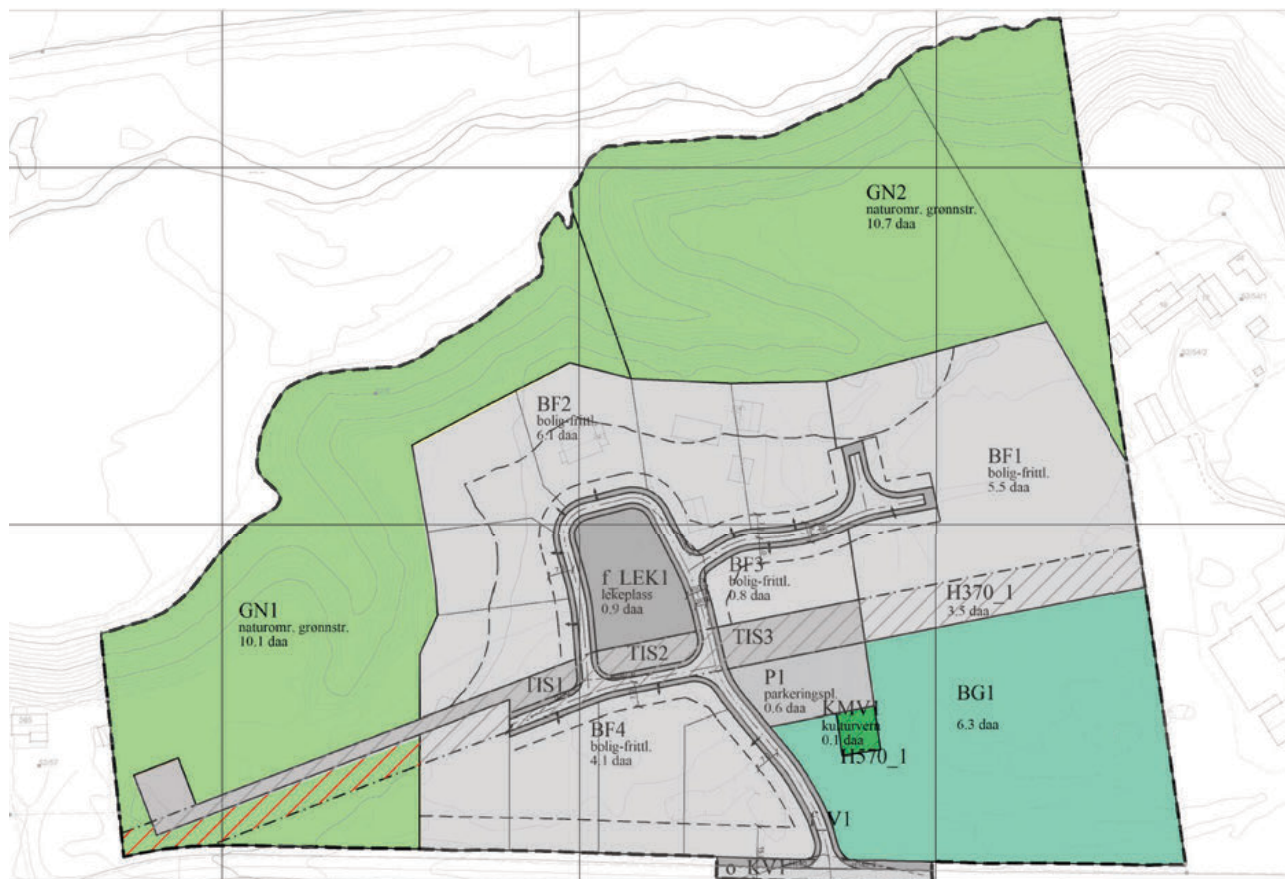 GN2
naturomr. grønnstr.
10.7 daa
BF2
bolig-frittl.
6.1 daa
BF1
bolig-frittl.
5.5 daa
f_LEK1
lekeplass
0.9 daa
BF3
bolig-frittl.
0.8 daa
H370_1
3.5 daa
GN1
naturomr. grønnstr.
10.1 daa
TIS3
TIS2
TIS1
P1
parkeringspl.
0.6 daa
BG1
6.3 daa
KMV1
kulturvern
0.1 daa
H570_1
BF4
bolig-frittl.
4.1 daa
f_V1
o_KV1